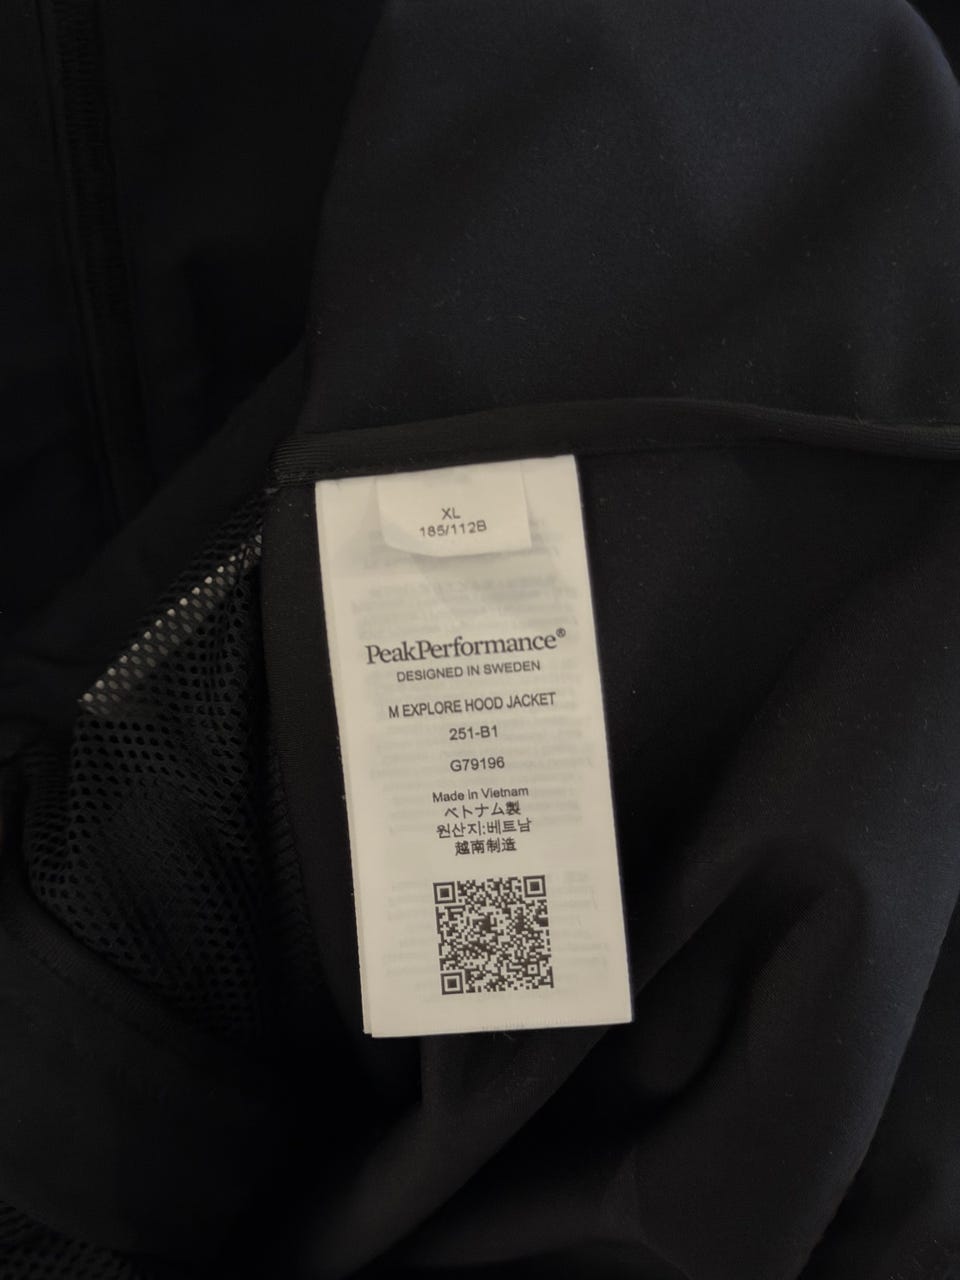 XL
185/112B
PeakPerformance®
DESIGNED IN SWEDEN
M EXPLORE HOOD JACKET
251-B1
G79196
Made in Vietnam
ベトナム製
원산지:베트남
越南制造